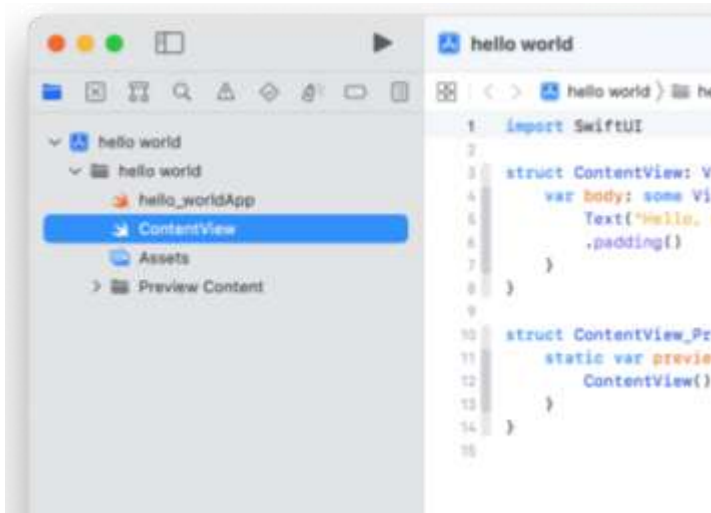 hello world
hello world
hello world
hello_worldApp
ContentView
Assets
Preview Content
hello world
1 import SwiftUI
2
3 struct ContentView: V
4 var body: some Vi
5 Text("Hello,
6 .padding()
7 }
8 }
9
10 struct ContentView_Pr
11 static var previe
12 ContentView()
13 }
14 }
15